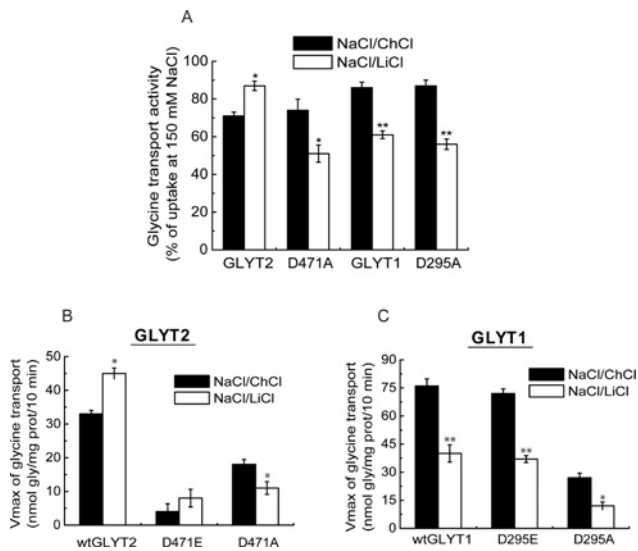 A
NaCl/ChCl
NaCl/LiCl
Glycine transport activity
(% of uptake at 150 mM NaCl)
100
80
60
40
20
0
*
*
**
**
GLYT2 D471A GLYT1 D295A
B
GLYT2
NaCl/ChCl
NaCl/LiCl
Vmax of glycine transport
(nmol gly/mg prot/10 min)
50
40
30
20
10
0
*
*
wtGLYT2 D471E D471A
C
GLYT1
NaCl/ChCl
NaCl/LiCl
Vmax of glycine transport
(nmol gly/mg prot/10 min)
90
75
60
45
30
15
0
**
**
*
wtGLYT1 D295E D295A